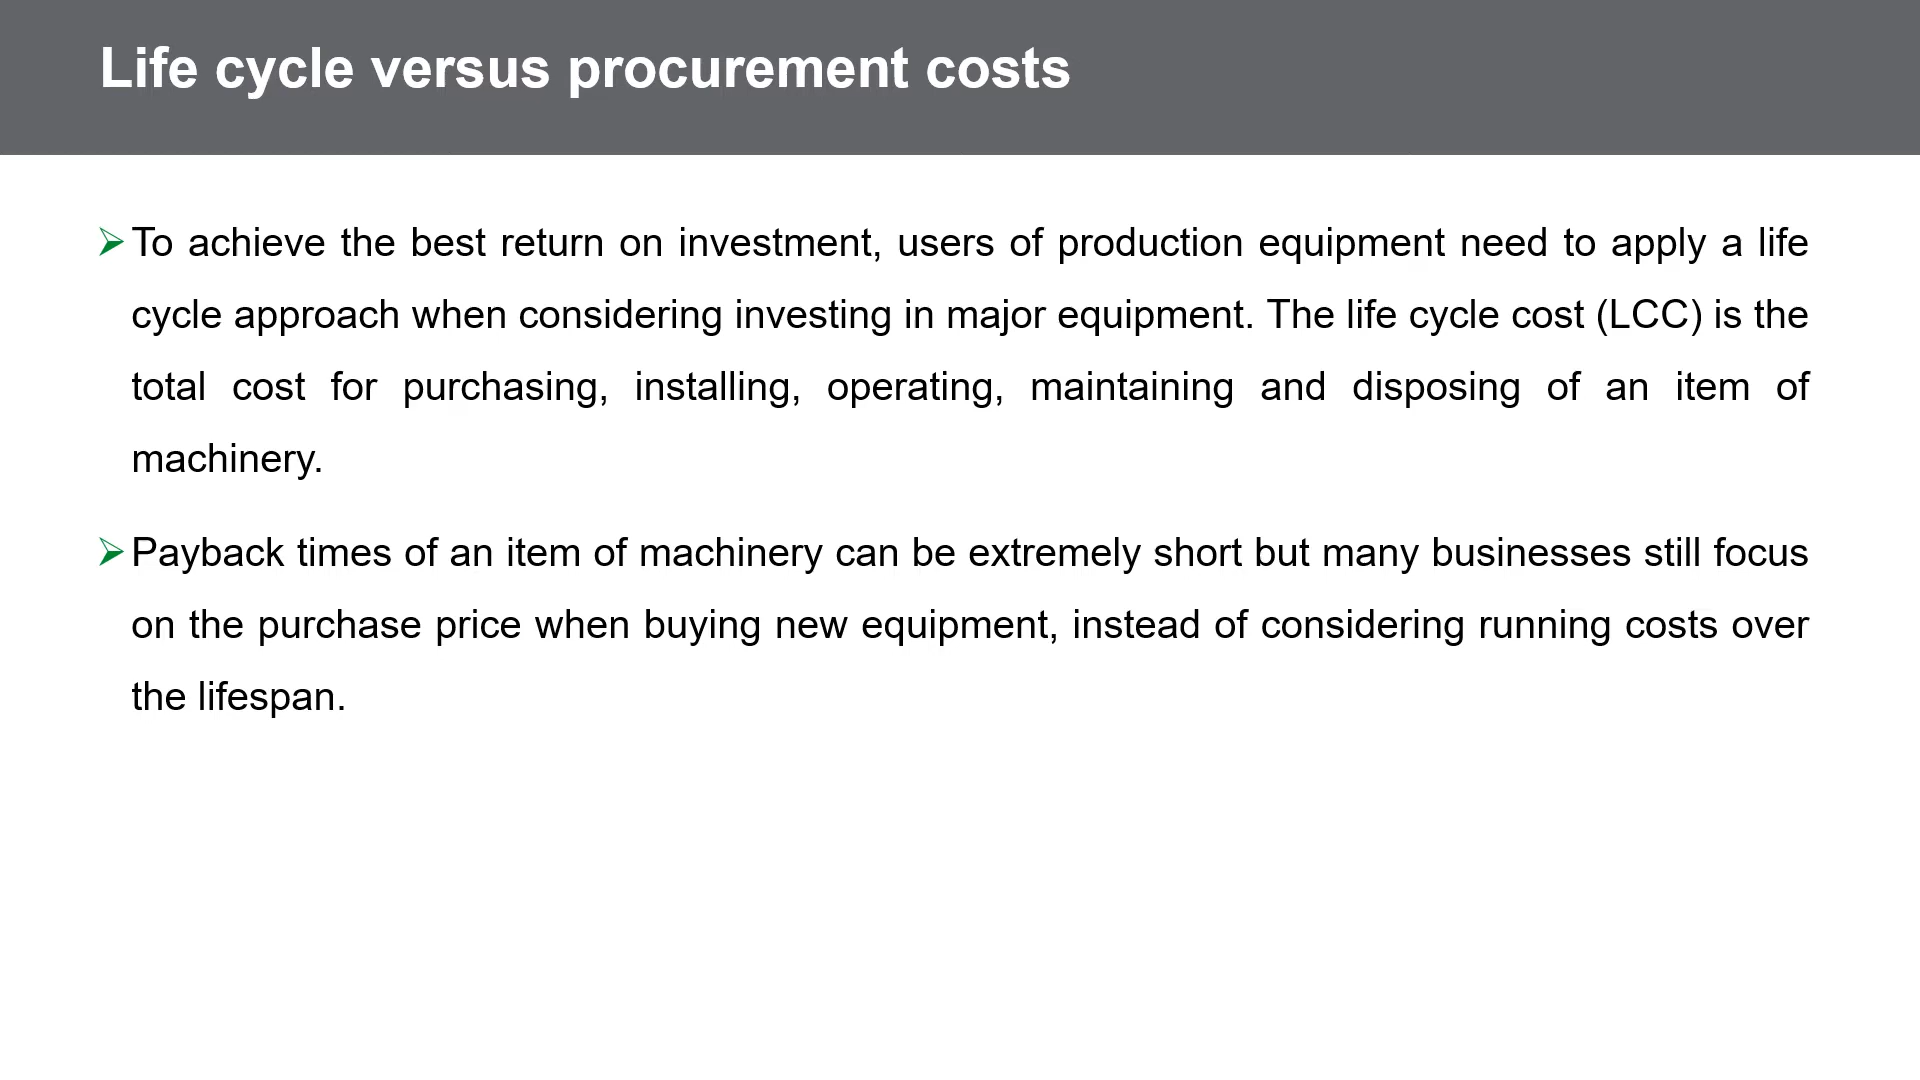 Life cycle versus procurement costs
➢To achieve the best return on investment, users of production equipment need to apply a life
cycle approach when considering investing in major equipment. The life cycle cost (LCC) is the
total cost for purchasing, installing, operating, maintaining and disposing of an item of
machinery.
➢Payback times of an item of machinery can be extremely short but many businesses still focus
on the purchase price when buying new equipment, instead of considering running costs over
the lifespan.